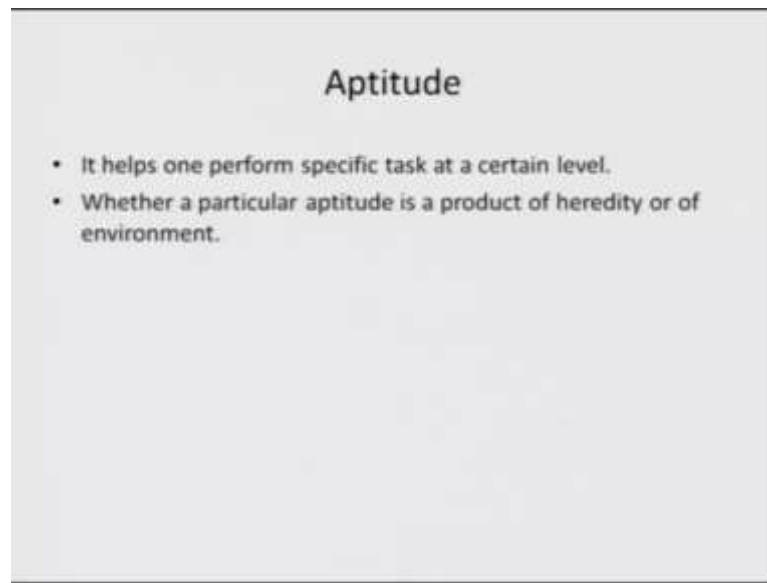 Aptitude
• It helps one perform specific task at a certain level.
• Whether a particular aptitude is a product of heredity or of
environment.